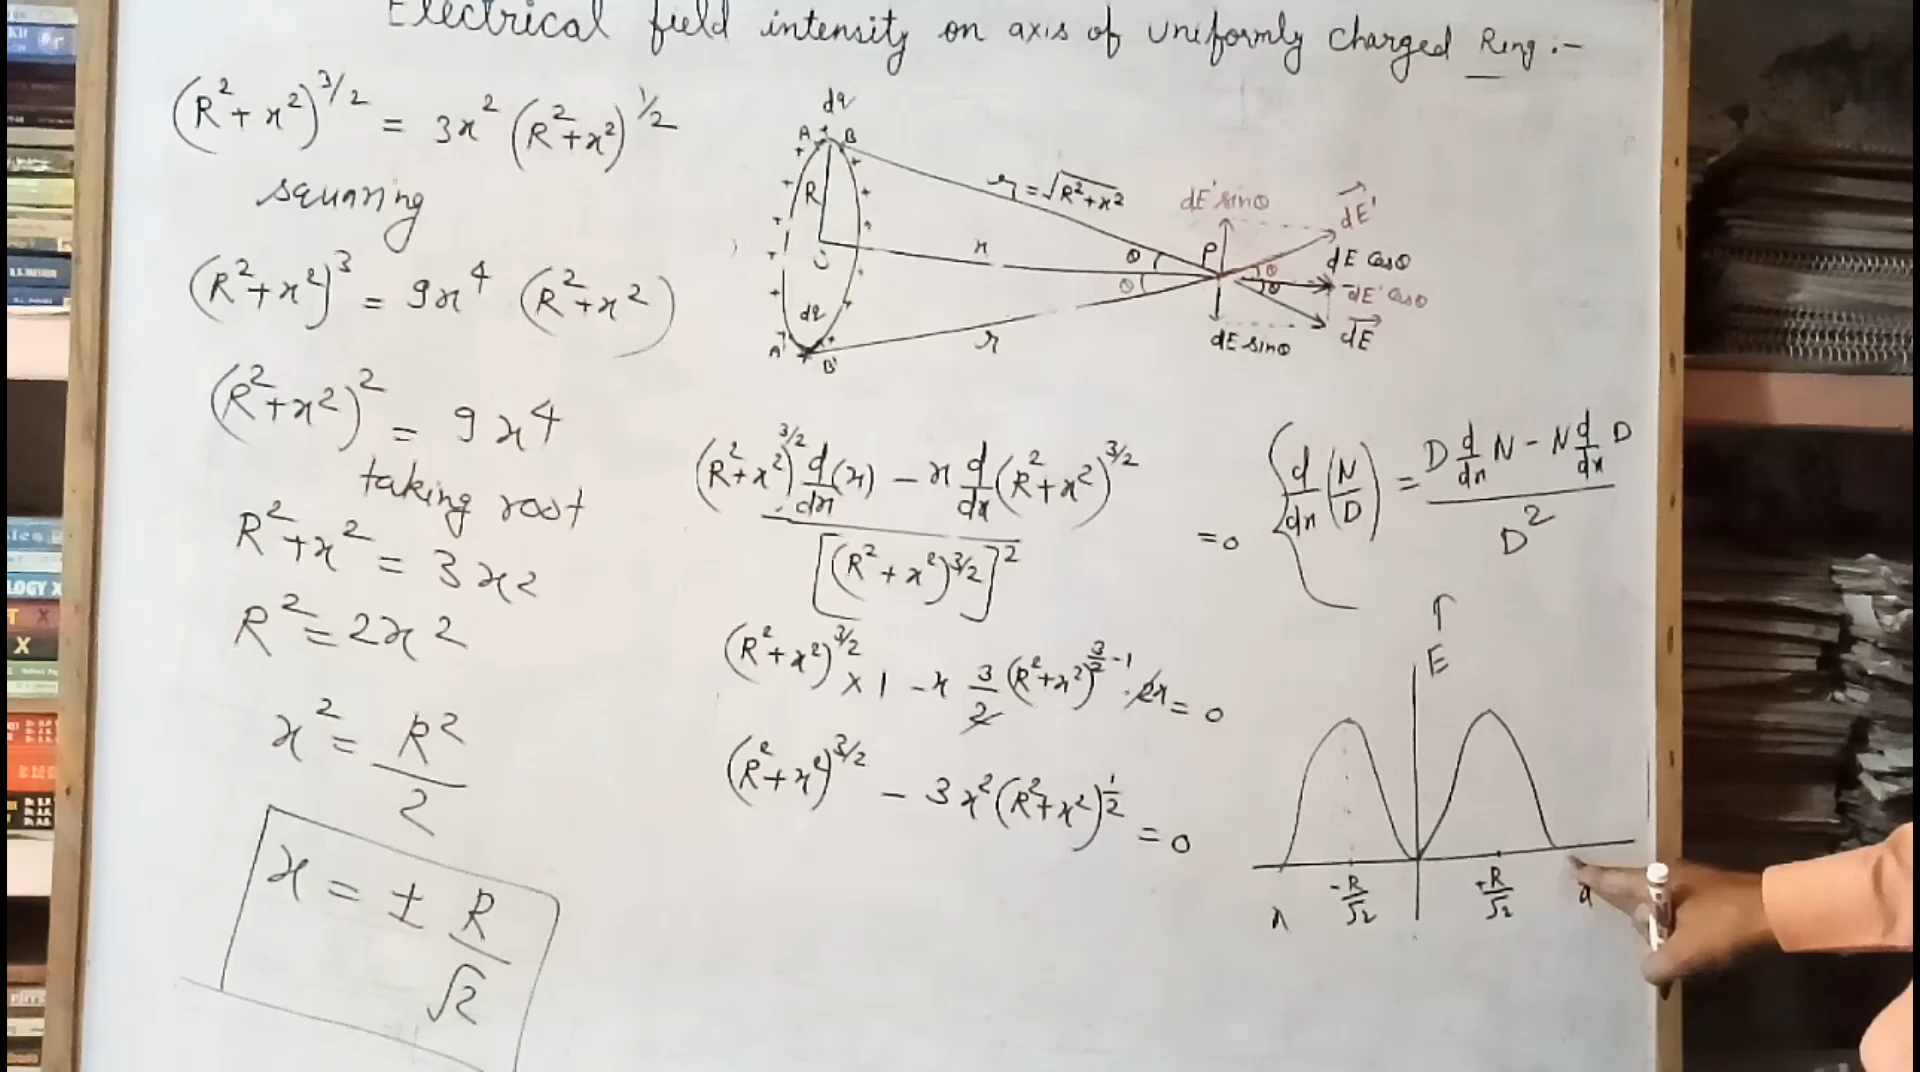 Electrical field intensity on axis of uniformly charged Ring :-
(R²+x²)^3/2 = 3x² (R²+x²)^1/2
squaring
(R²+x²)³ = 9x⁴ (R²+x²)
(R²+x²)² = 9x⁴
taking root
R²+x² = 3x²
R² = 2x²
x² = R²/2
x = ± R/√2
dq
A B
R
r = √R²+x²
x
θ
θ
P
dE' sinθ
dE'
dE cosθ
dE' cosθ
θ
θ
dE
dE sinθ
r
dq
A' B'
(R²+x²)^3/2 d/dx (x) - x d/dx (R²+x²)^3/2
[(R²+x²)^3/2]²
= 0
{d/dx (N/D) = D d/dx N - N d/dx D
D²
(R²+x²)^3/2 × 1 - x 3/2 (R²+x²)^3/2-1 . 2x = 0
(R²+x²)^3/2 - 3x² (R²+x²)^1/2 = 0
E
x
-R/√2
+R/√2
LOGY X
T X
X